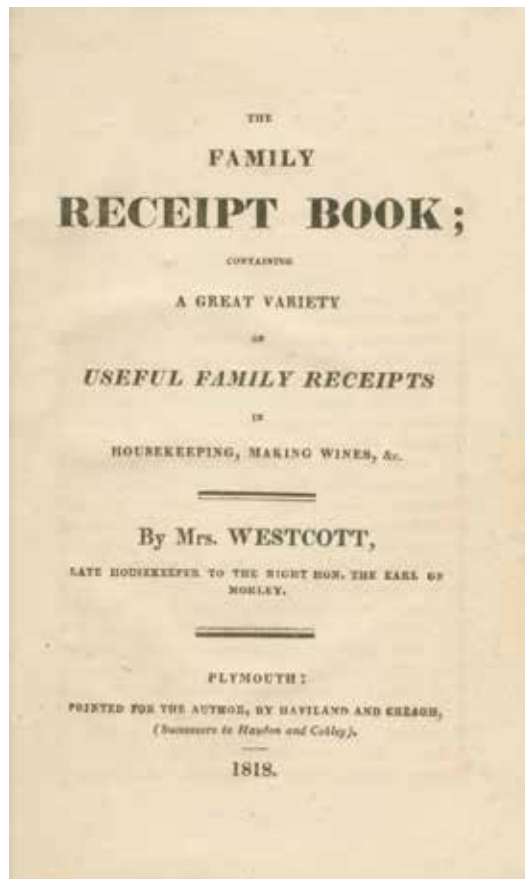 THE
FAMILY
RECEIPT BOOK;
CONTAINING
A GREAT VARIETY
OF
USEFUL FAMILY RECEIPTS
IN
HOUSEKEEPING, MAKING WINES, &c.
By Mrs. WESTCOTT,
LATE HOUSEKEEPER TO THE RIGHT HON. THE EARL OF
MORLEY.
PLYMOUTH:
PRINTED FOR THE AUTHOR, BY HAVILAND AND CREAGH,
(Successors to Haydon and Cobley).
1818.